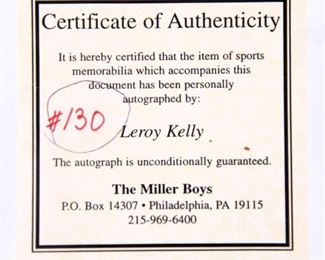 Certificate of Authenticity
It is hereby certified that the item of sports
memorabilia which accompanies this
document has been personally
autographed by:
#130
Leroy Kelly
The autograph is unconditionally guaranteed.
The Miller Boys
P.O. Box 14307 • Philadelphia, PA 19115
215-969-6400